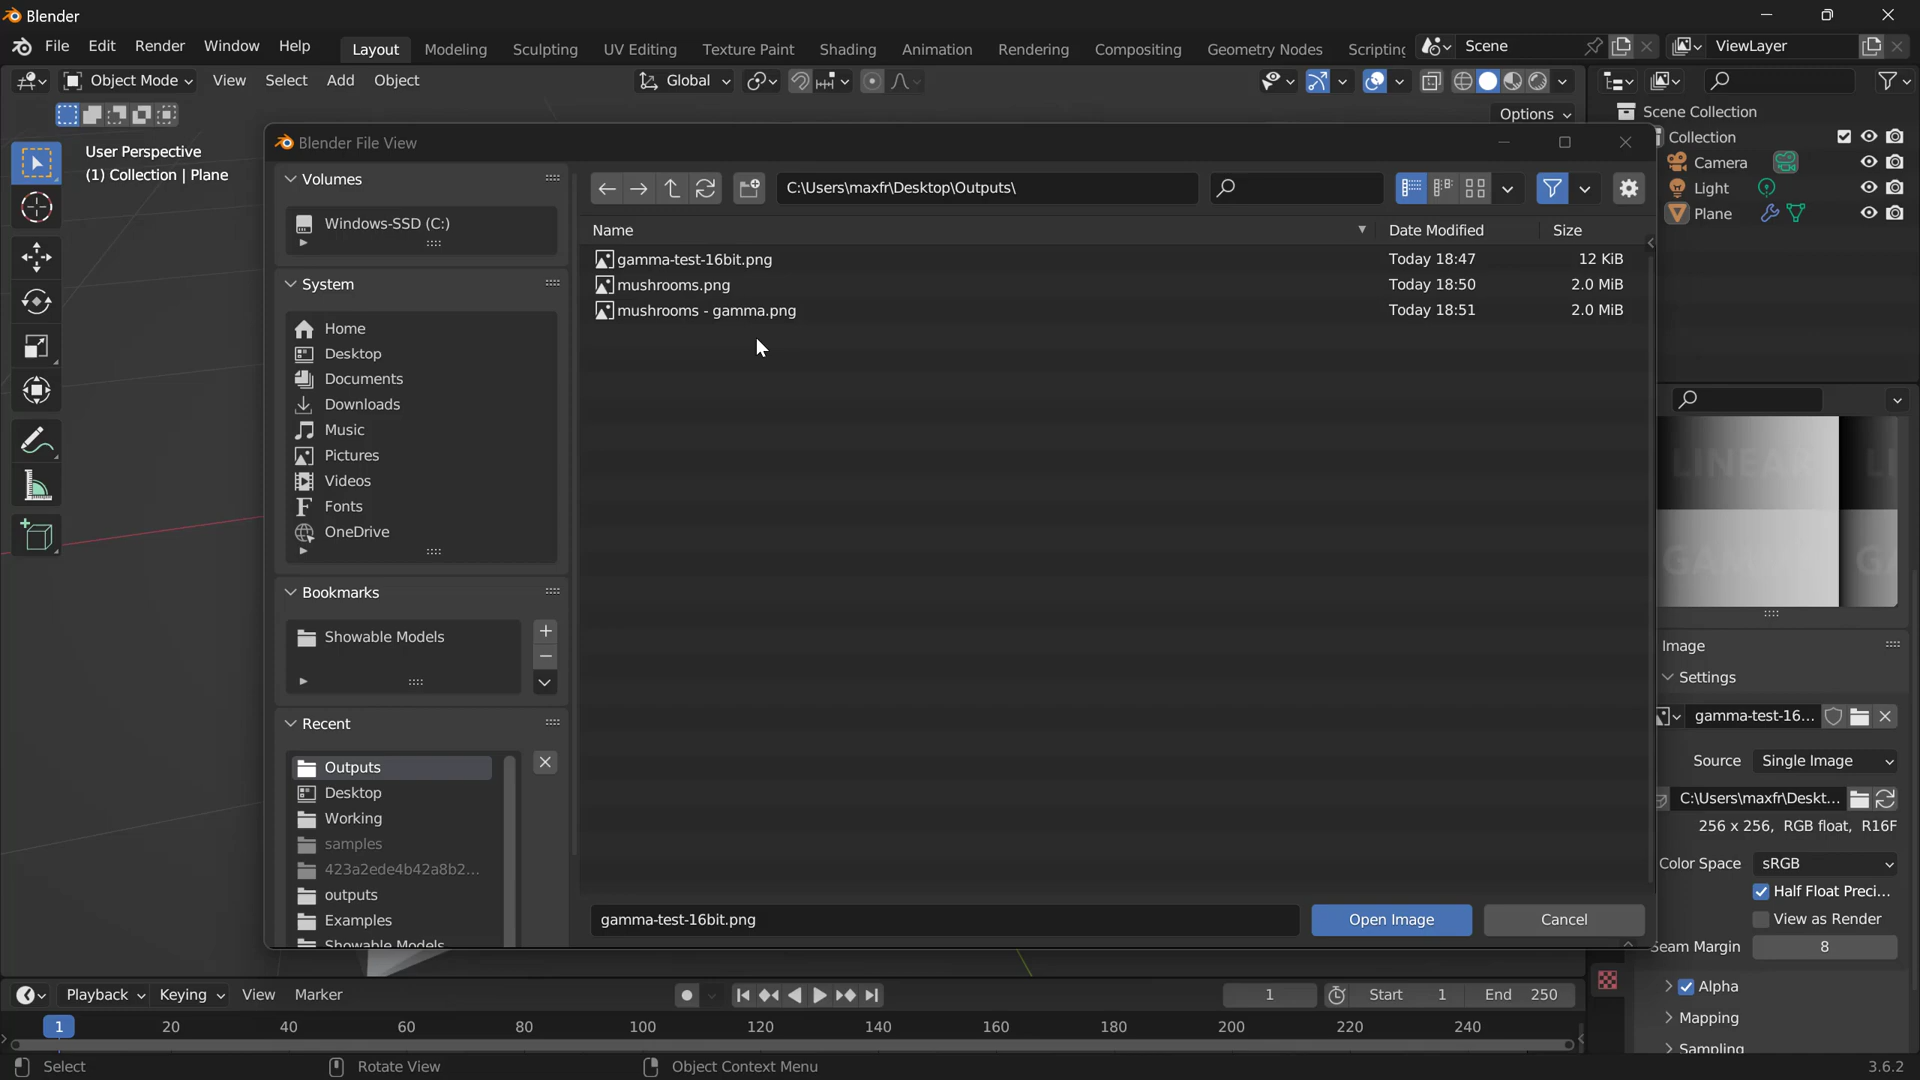 Blender
File Edit Render Window Help Layout Modeling Sculpting UV Editing Texture Paint Shading Animation Rendering Compositing Geometry Nodes Scripting Scene ViewLayer
Object Mode View Select Add Object Global
Options
User Perspective
(1) Collection | Plane
Scene Collection
Collection
Camera
Light
Plane
Blender File View
Volumes
Windows-SSD (C:)
System
Home
Desktop
Documents
Downloads
Music
Pictures
Videos
Fonts
OneDrive
Bookmarks
Showable Models
Recent
Outputs
Desktop
Working
samples
423a2ede4b42a8b2...
outputs
Examples
Showable Models
C:\Users\maxfr\Desktop\Outputs\
Name Date Modified Size
gamma-test-16bit.png Today 18:47 12 KiB
mushrooms.png Today 18:50 2.0 MiB
mushrooms - gamma.png Today 18:51 2.0 MiB
gamma-test-16bit.png Open Image Cancel
LINEAR LI
GAMMA GA
Image
Settings
gamma-test-16...
Source Single Image
C:\Users\maxfr\Deskt...
256 x 256, RGB float, R16F
Color Space sRGB
Half Float Preci...
View as Render
Seam Margin 8
Alpha
Mapping
Sampling
Playback Keying View Marker 1 Start 1 End 250
1 20 40 60 80 100 120 140 160 180 200 220 240
Select Rotate View Object Context Menu 3.6.2